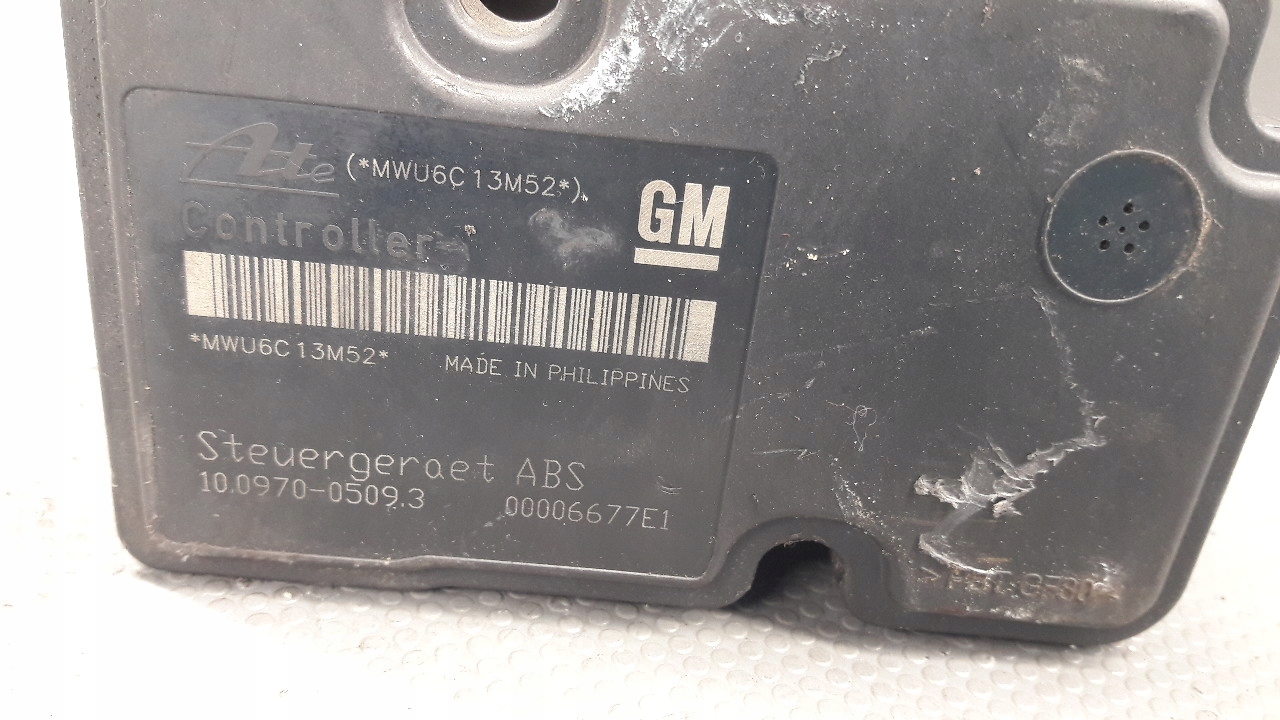 Ate (*MWU6C13M52*)
GM
Controller
*MWU6C13M52* MADE IN PHILIPPINES
Steuergeraet ABS
10.0970-0509.3 00006677E1